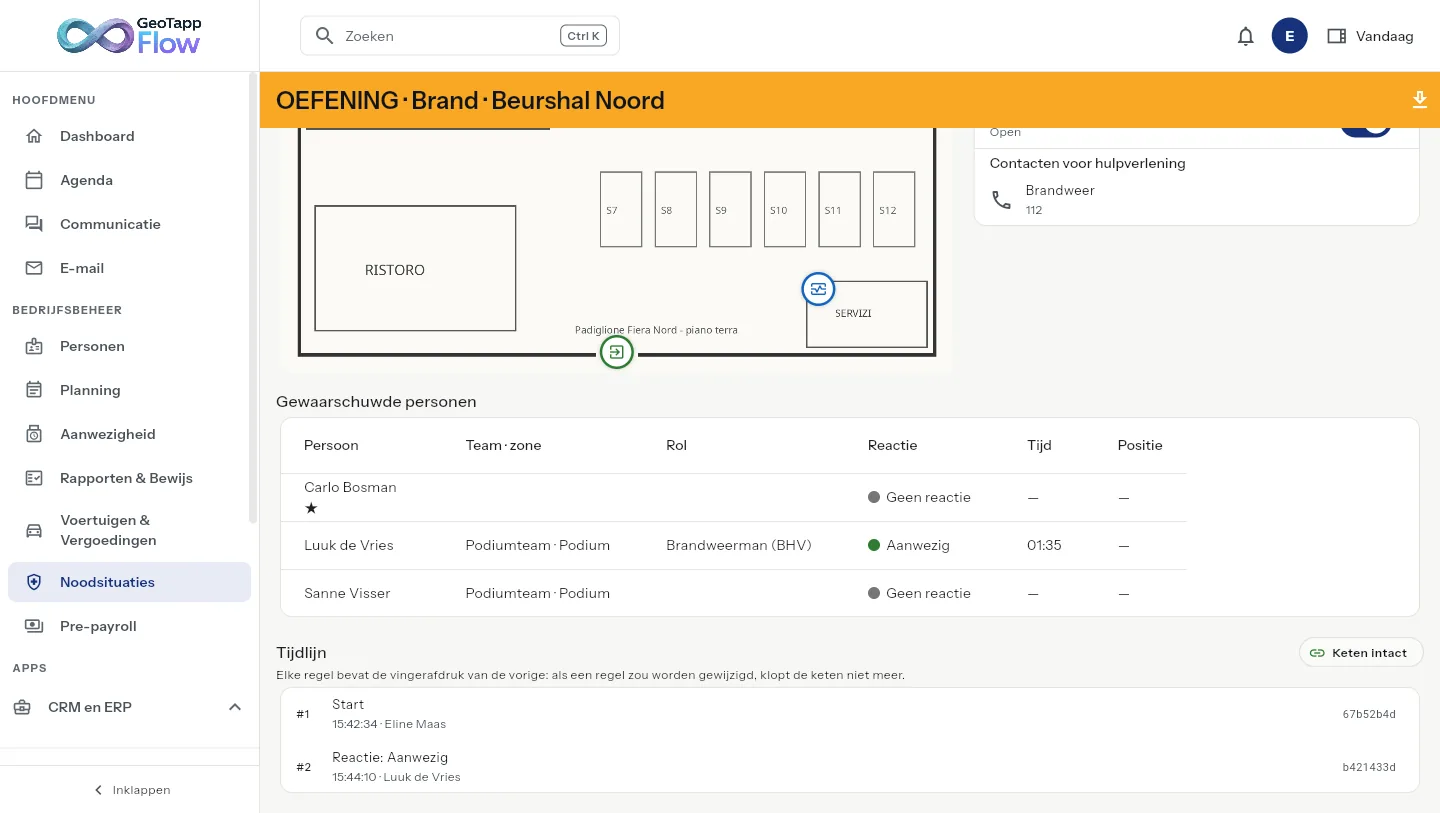 GeoTapp
Flow
Zoeken
Ctrl K
E
Vandaag
HOOFDMENU
Dashboard
Agenda
Communicatie
E-mail
BEDRIJFSBEHEER
Personen
Planning
Aanwezigheid
Rapporten & Bewijs
Voertuigen &
Vergoedingen
Noodsituaties
Pre-payroll
APPS
CRM en ERP
Inklappen
OEFENING · Brand · Beurshal Noord
S7
S8
S9
S10
S11
S12
RISTORO
SERVIZI
Padiglione Fiera Nord - piano terra
Open
Contacten voor hulpverlening
Brandweer
112
Gewaarschuwde personen
Persoon Team · zone Rol Reactie Tijd Positie
Carlo Bosman Geen reactie — —
★
Luuk de Vries Podiumteam · Podium Brandweerman (BHV) Aanwezig 01:35 —
Sanne Visser Podiumteam · Podium Geen reactie — —
Tijdlijn
Keten intact
Elke regel bevat de vingerafdruk van de vorige: als een regel zou worden gewijzigd, klopt de keten niet meer.
#1 Start 67b52b4d
15:42:34 · Eline Maas
#2 Reactie: Aanwezig b421433d
15:44:10 · Luuk de Vries